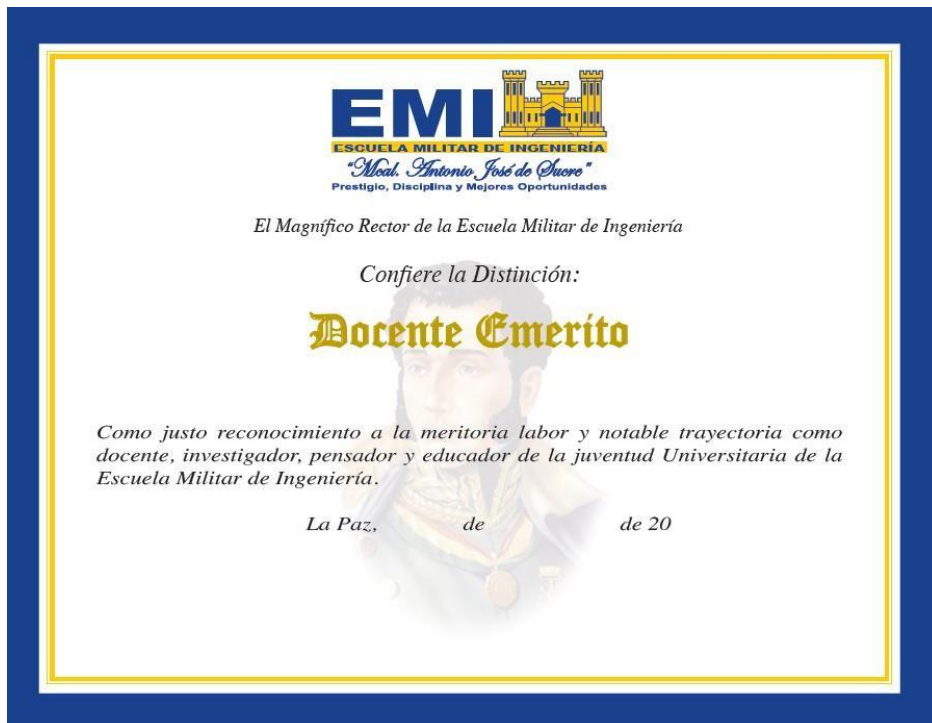 EMI
ESCUELA MILITAR DE INGENIERÍA
"Mcal. Antonio José de Sucre"
Prestigio, Disciplina y Mejores Oportunidades
El Magnífico Rector de la Escuela Militar de Ingeniería
Confiere la Distinción:
Docente Emerito
Como justo reconocimiento a la meritoria labor y notable trayectoria como
docente, investigador, pensador y educador de la juventud Universitaria de la
Escuela Militar de Ingeniería.
La Paz, de de 20